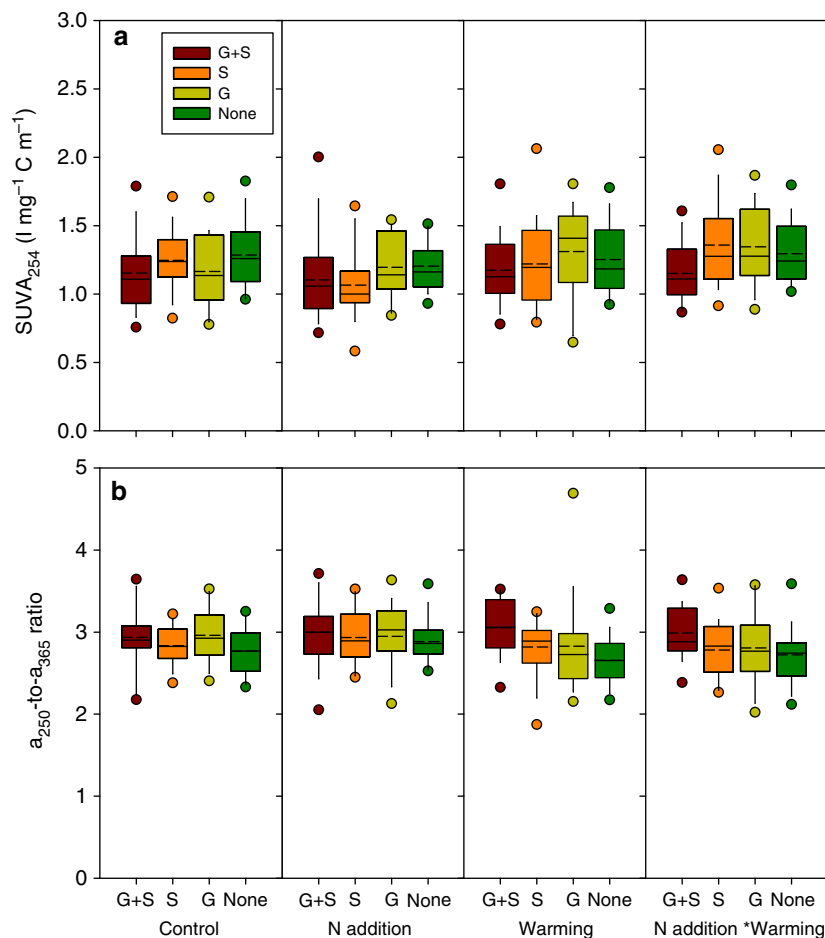 a
G+S
S
G
None
SUVA254 (l mg–1 C m–1)
3.0
2.5
2.0
1.5
1.0
0.5
0.0
b
a250-to-a365 ratio
5
4
3
2
1
0
G+S S G None G+S S G None G+S S G None G+S S G None
Control N addition Warming N addition *Warming